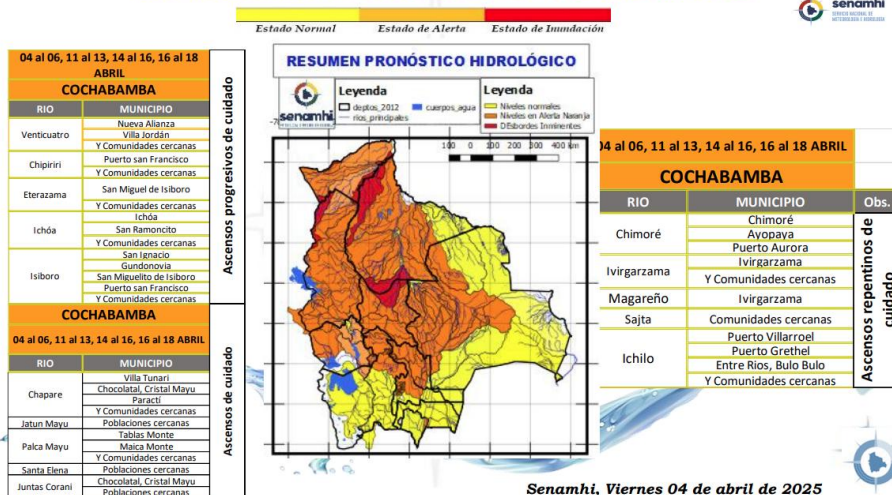 senamhi
SERVICIO NACIONAL DE
METEOROLOGÍA E HIDROLOGÍA
Estado Normal
Estado de Alerta
Estado de Inundación
04 al 06, 11 al 13, 14 al 16, 16 al 18
ABRIL
COCHABAMBA
RIO MUNICIPIO
Venticuatro
Nueva Alianza
Villa Jordán
Y Comunidades cercanas
Chipiriri
Puerto san Francisco
Y Comunidades cercanas
Eterazama
San Miguel de Isiboro
Y Comunidades cercanas
Ichóa
Ichóa
San Ramoncito
Y Comunidades cercanas
Isiboro
San Ignacio
Gundonovia
San Miguelito de Isiboro
Puerto san Francisco
Y Comunidades cercanas
Ascensos progresivos de cuidado
COCHABAMBA
04 al 06, 11 al 13, 14 al 16, 16 al 18 ABRIL
RIO MUNICIPIO
Chapare
Villa Tunari
Chocolatal, Cristal Mayu
Paractí
Y Comunidades cercanas
Jatun Mayu Poblaciones cercanas
Palca Mayu
Tablas Monte
Maica Monte
Y Comunidades cercanas
Santa Elena Poblaciones cercanas
Juntas Corani
Chocolatal, Cristal Mayu
Poblaciones cercanas
Ascensos de cuidado
RESUMEN PRONÓSTICO HIDROLÓGICO
senamhi
Leyenda
deptos_2012
cuerpos_agua
rios_principales
Leyenda
Niveles normales
Niveles en Alerta Naranja
DEsbordes Inminentes
100 0 100 200 300 400 km
04 al 06, 11 al 13, 14 al 16, 16 al 18 ABRIL
COCHABAMBA
RIO MUNICIPIO Obs.
Chimoré
Chimoré
Ayopaya
Puerto Aurora
Ivirgarzama
Ivirgarzama
Y Comunidades cercanas
Magareño Ivirgarzama
Sajta Comunidades cercanas
Ichilo
Puerto Villarroel
Puerto Grethel
Entre Rios, Bulo Bulo
Y Comunidades cercanas
Ascensos repentinos de
cuidado
Senamhi, Viernes 04 de abril de 2025